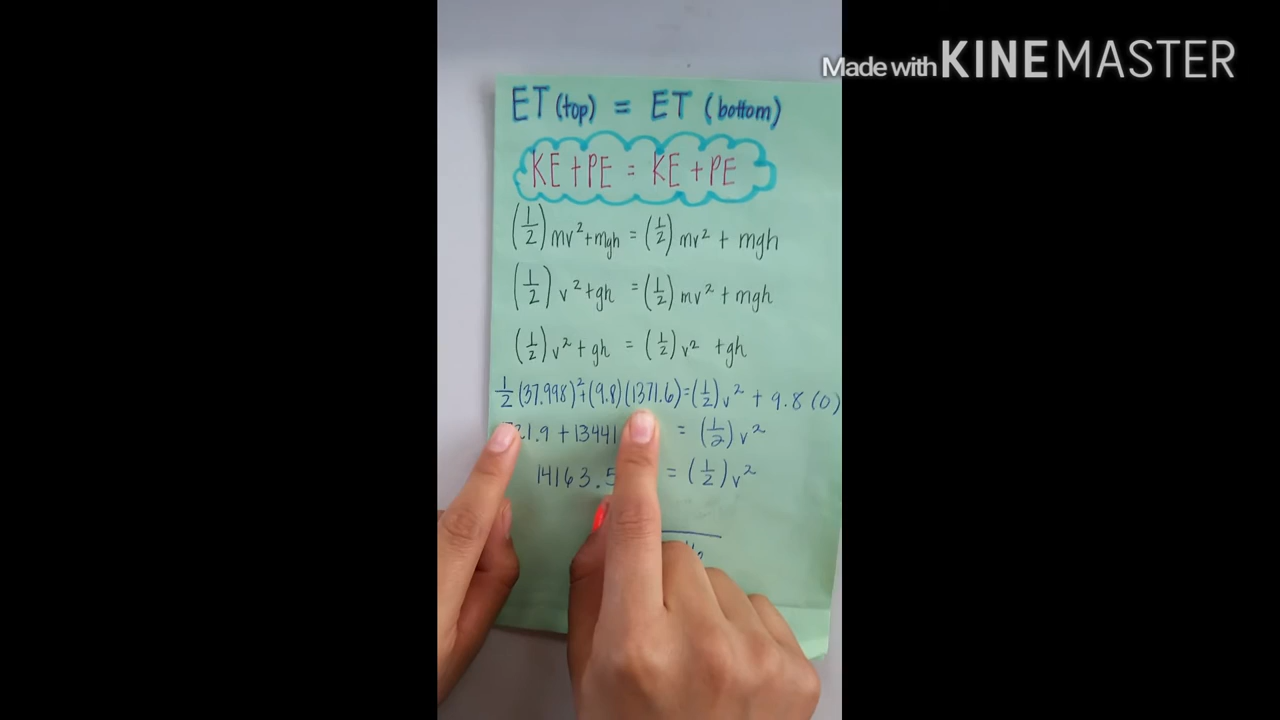 Made with KINEMASTER
ET (top) = ET (bottom)
KE + PE = KE + PE
(1/2) mv² + mgh = (1/2) mv² + mgh
(1/2) v² + gh = (1/2) mv² + mgh
(1/2) v² + gh = (1/2) v² + gh
1/2 (37.998)² + (9.8)(1371.6) = (1/2) v² + 9.8 (0)
21.9 + 13441 = (1/2) v²
14163.5 = (1/2) v²